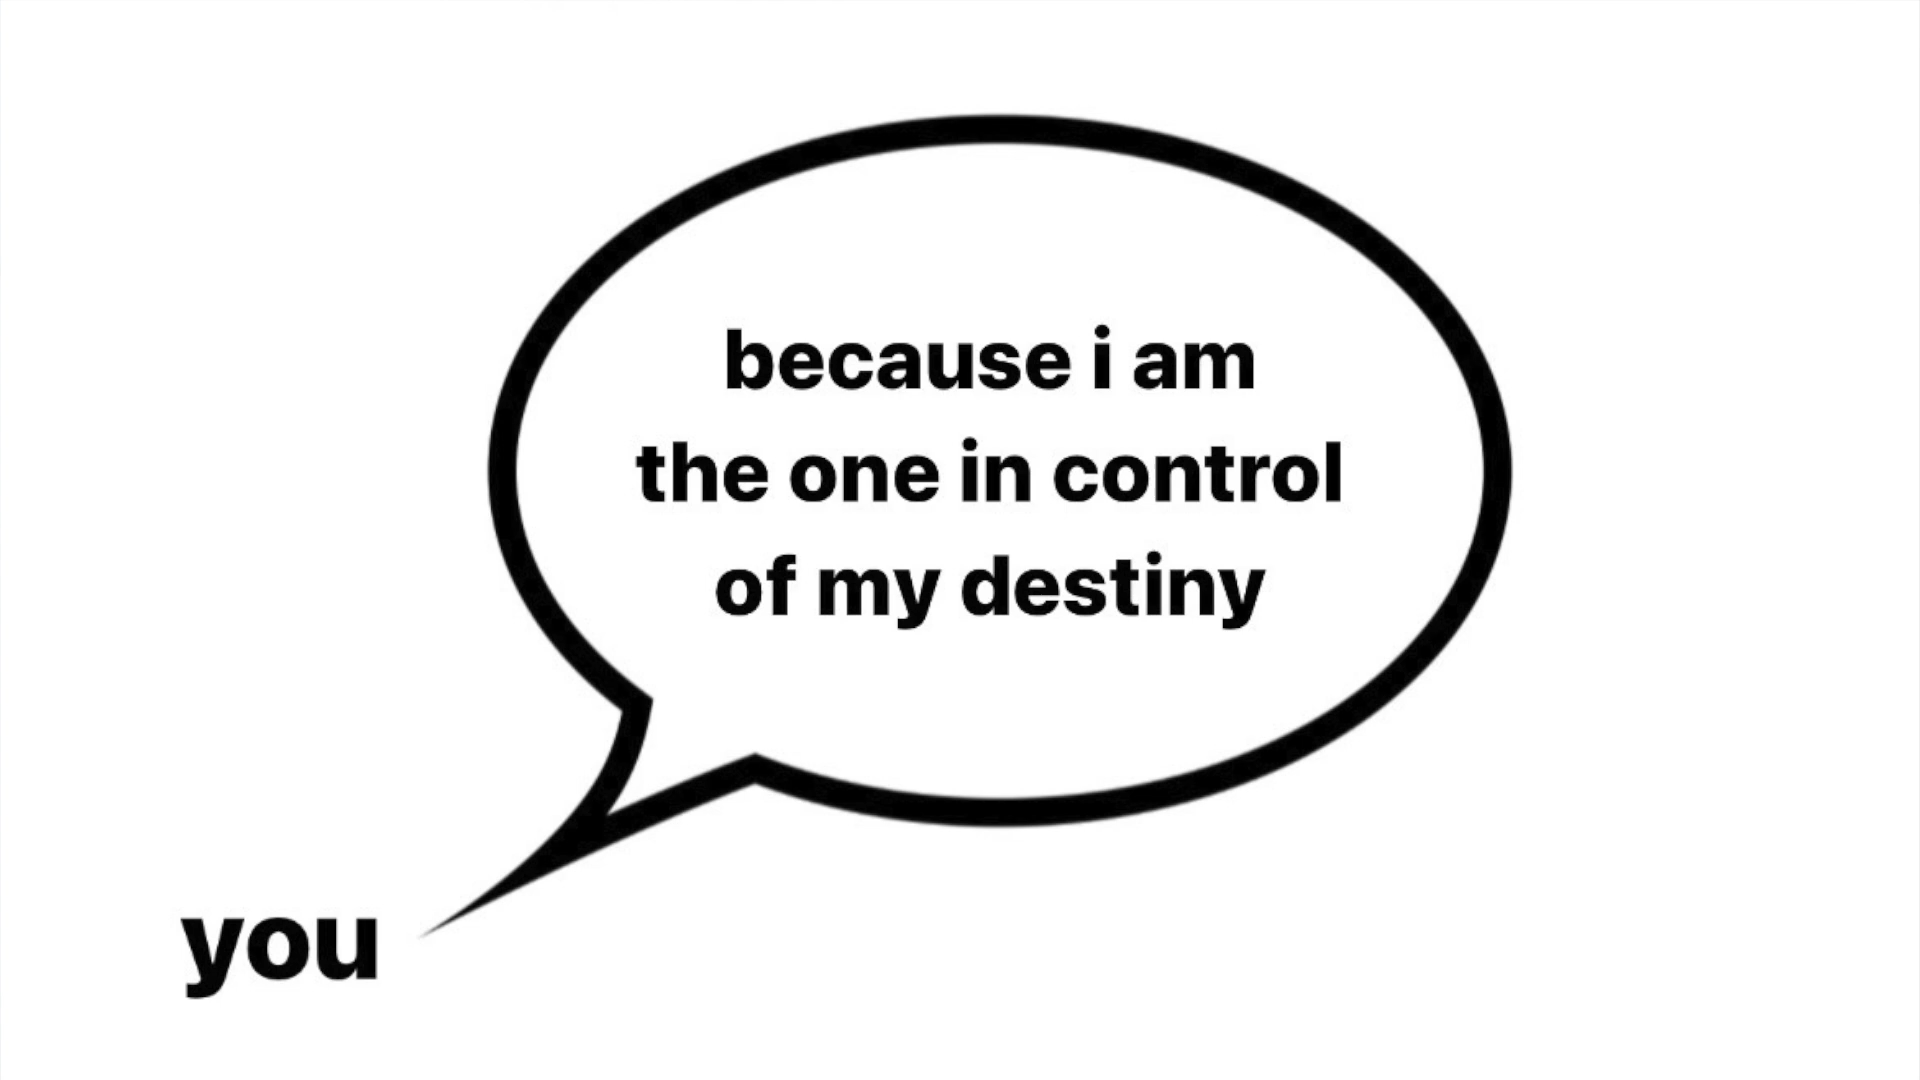 because i am
the one in control
of my destiny
you